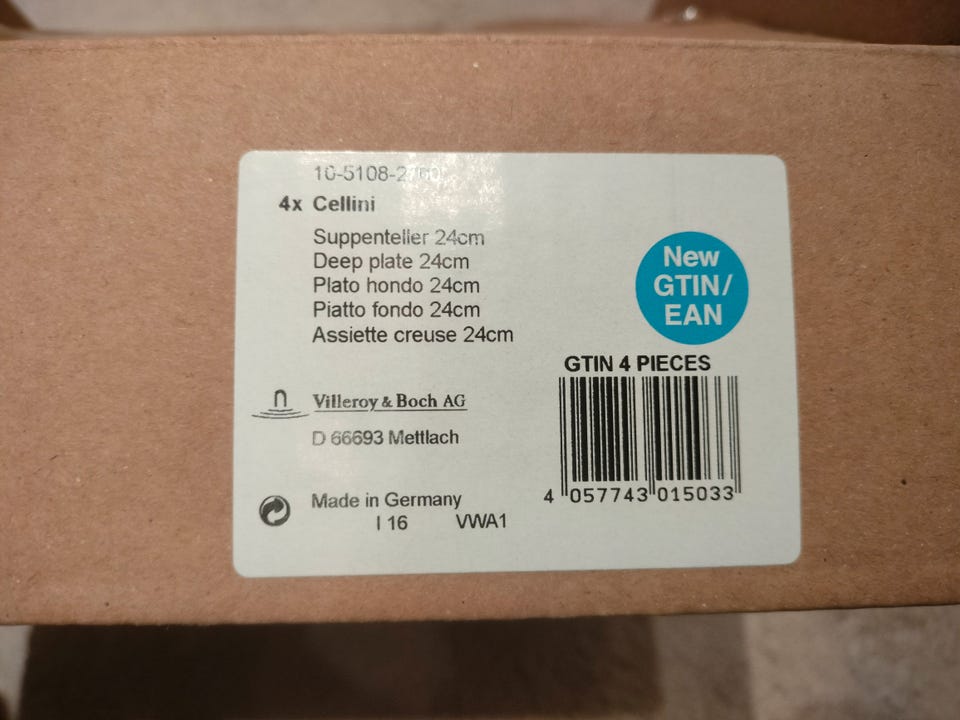 4x Cellini
Suppenteller 24cm
Deep plate 24cm
Plato hondo 24cm
Piatto fondo 24cm
Assiette creuse 24cm
New
GTIN/
EAN
GTIN 4 PIECES
4 057743 015033
Villeroy & Boch AG
D 66693 Mettlach
Made in Germany
I 16 VWA1